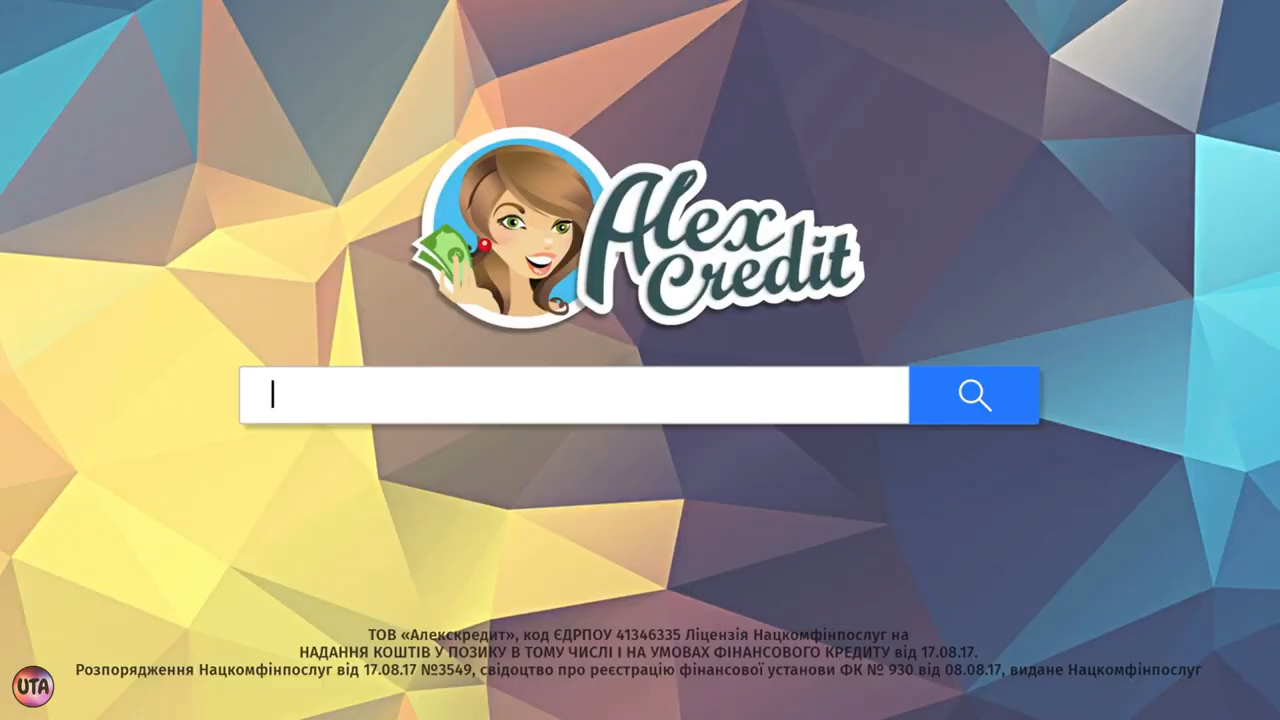 Alex
Credit
ТОВ «Алекскредит», код ЄДРПОУ 41346335 Ліцензія Нацкомфінпослуг на
НАДАННЯ КОШТІВ У ПОЗИКУ В ТОМУ ЧИСЛІ І НА УМОВАХ ФІНАНСОВОГО КРЕДИТУ від 17.08.17.
Розпорядження Нацкомфінпослуг від 17.08.17 №3549, свідоцтво про реєстрацію фінансової установи ФК № 930 від 08.08.17, видане Нацкомфінпослуг
UTA